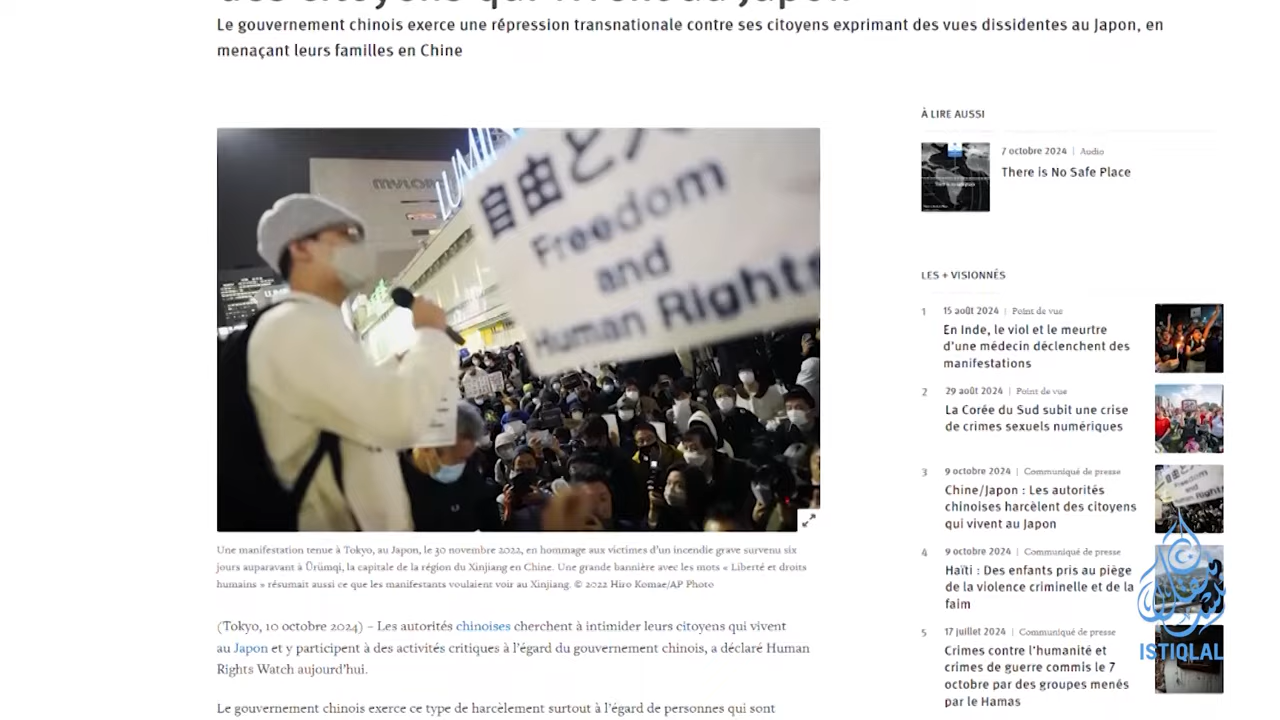 des citoyens qui vivent au Japon
Le gouvernement chinois exerce une répression transnationale contre ses citoyens exprimant des vues dissidentes au Japon, en
menaçant leurs familles en Chine
À LIRE AUSSI
7 octobre 2024 | Audio
There is No Safe Place
LES + VISIONNÉS
1
15 août 2024 | Point de vue
En Inde, le viol et le meurtre
d’une médecin déclenchent des
manifestations
2
29 août 2024 | Point de vue
La Corée du Sud subit une crise
de crimes sexuels numériques
3
9 octobre 2024 | Communiqué de presse
Chine/Japon : Les autorités
chinoises harcèlent des citoyens
qui vivent au Japon
4
9 octobre 2024 | Communiqué de presse
Haïti : Des enfants pris au piège
de la violence criminelle et de la
faim
5
17 juillet 2024 | Communiqué de presse
Crimes contre l’humanité et
crimes de guerre commis le 7
octobre par des groupes menés
par le Hamas
MYLORD
LUMIN
自由と人
Freedom
and
Human Rights
Une manifestation tenue à Tokyo, au Japon, le 30 novembre 2022, en hommage aux victimes d’un incendie grave survenu six
jours auparavant à Ürümqi, la capitale de la région du Xinjiang en Chine. Une grande bannière avec les mots « Liberté et droits
humains » résumait aussi ce que les manifestants voulaient voir au Xinjiang. © 2022 Hiro Komae/AP Photo
(Tokyo, 10 octobre 2024) – Les autorités chinoises cherchent à intimider leurs citoyens qui vivent
au Japon et y participent à des activités critiques à l’égard du gouvernement chinois, a déclaré Human
Rights Watch aujourd’hui.
Le gouvernement chinois exerce ce type de harcèlement surtout à l’égard de personnes qui sont
ISTIQLAL